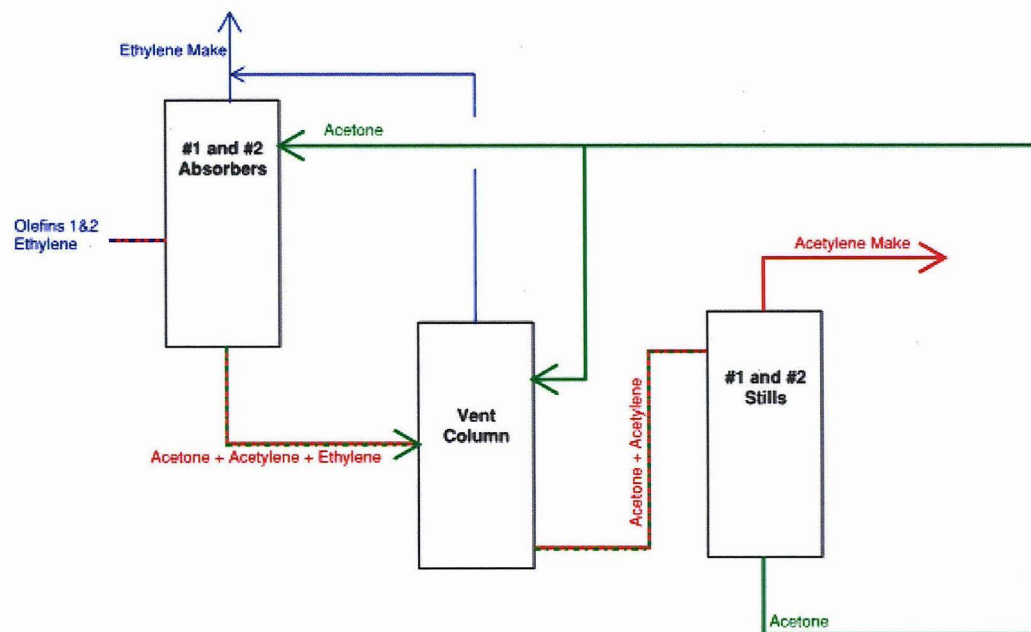 Ethylene Make
Acetone
#1 and #2
Absorbers
Olefins 1&2
Ethylene
Acetylene Make
#1 and #2
Stills
Vent
Column
Acetone + Acetylene
Acetone + Acetylene + Ethylene
Acetone